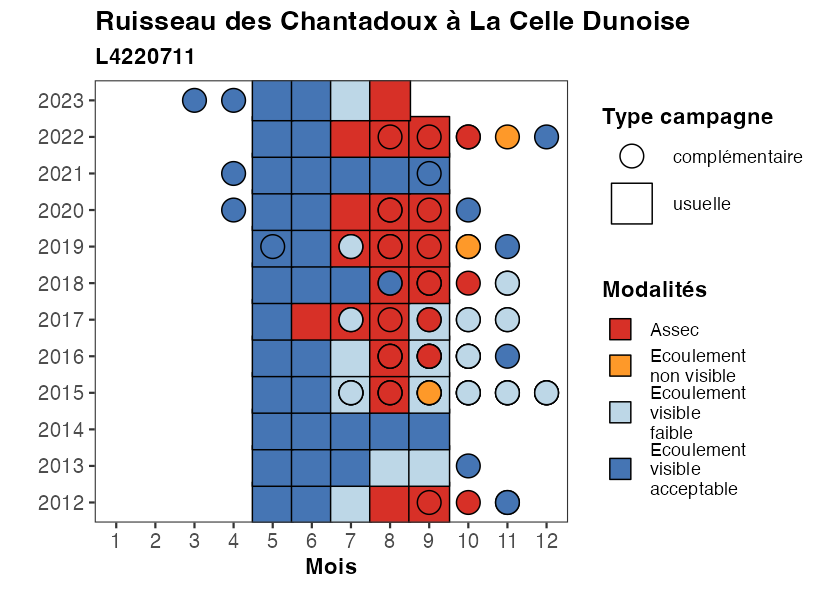 Ruisseau des Chantadoux à La Celle Dunoise
L4220711
2023
2022
2021
2020
2019
2018
2017
2016
2015
2014
2013
2012
1 2 3 4 5 6 7 8 9 10 11 12
Mois
Type campagne
complémentaire
usuelle
Modalités
Assec
Ecoulement
non visible
Ecoulement
visible
faible
Ecoulement
visible
acceptable